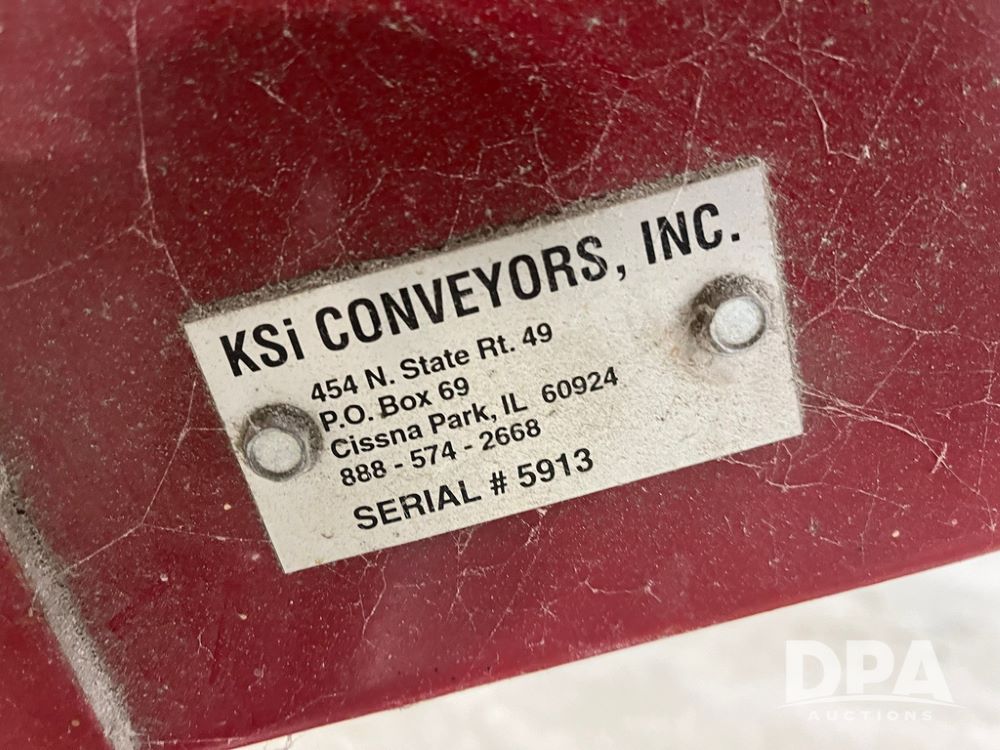 KSi CONVEYORS, INC.
454 N. State Rt. 49
P.O. Box 69
Cissna Park, IL 60924
888 - 574 - 2668
SERIAL # 5913
DPA
AUCTIONS